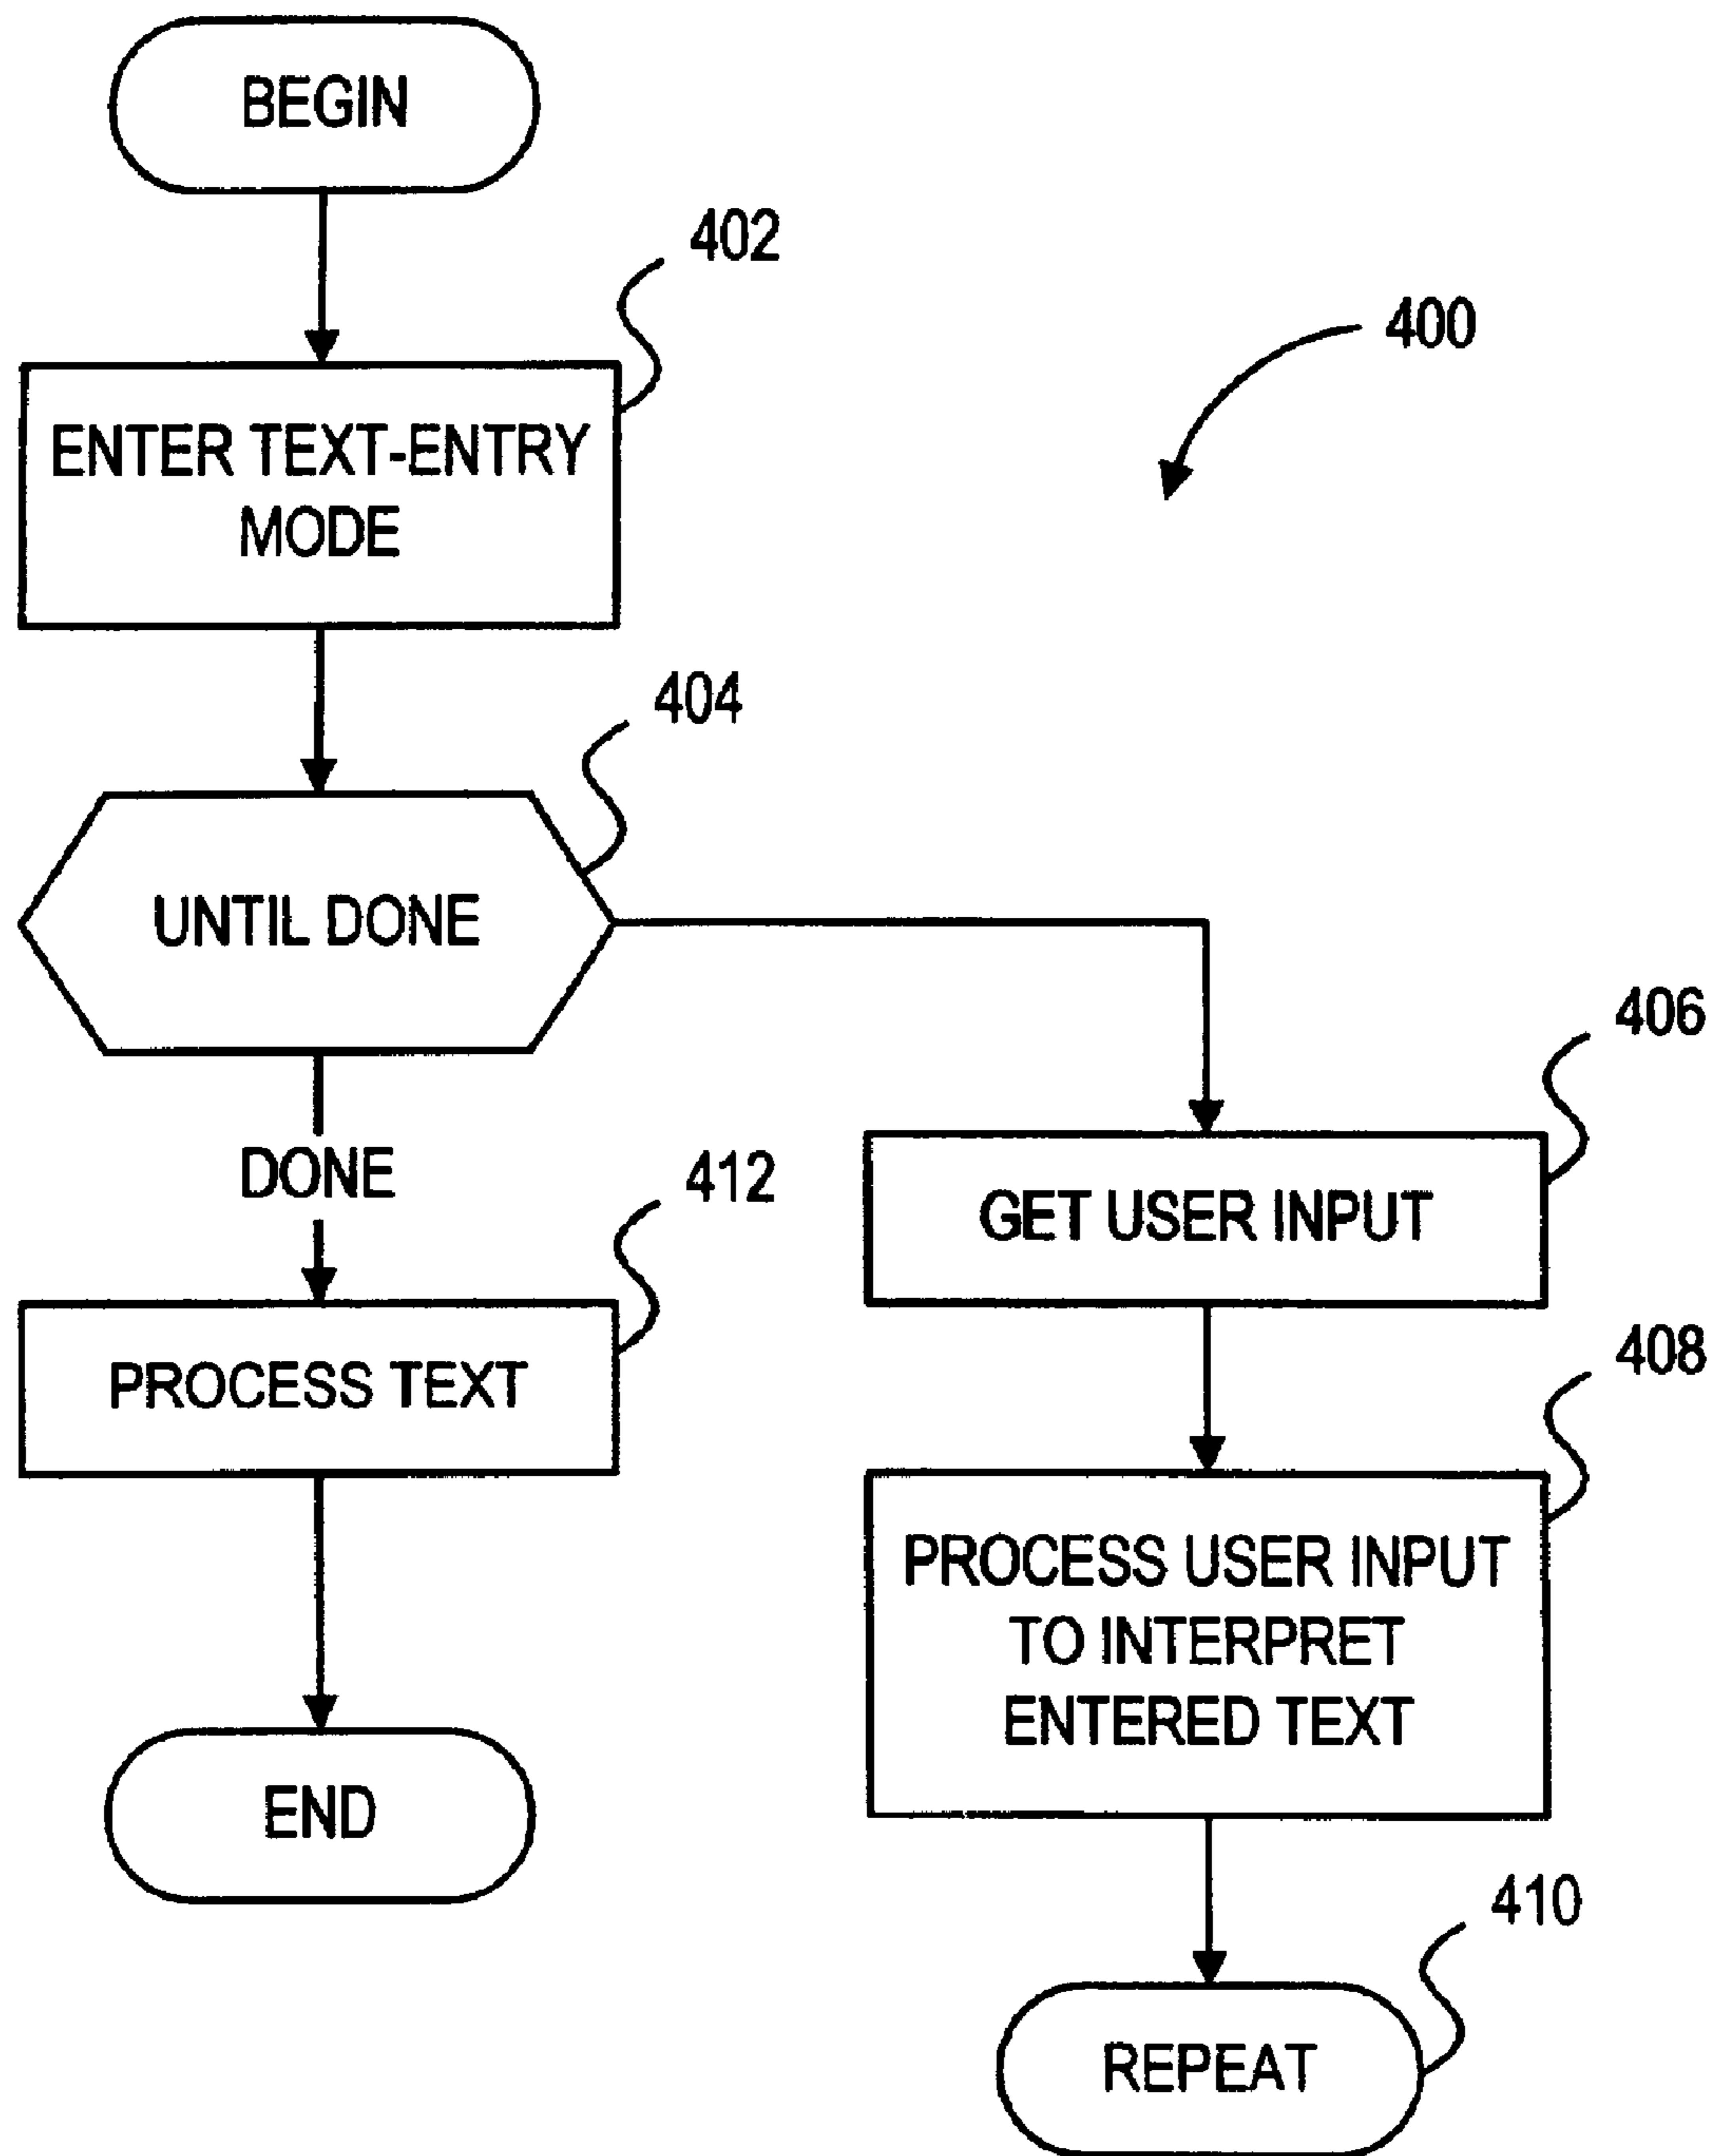 BEGIN
402
400
ENTER TEXT-ENTRY
MODE
404
UNTIL DONE
406
DONE
412
GET USER INPUT
PROCESS TEXT
408
PROCESS USER INPUT
TO INTERPRET
ENTERED TEXT
END
410
REPEAT